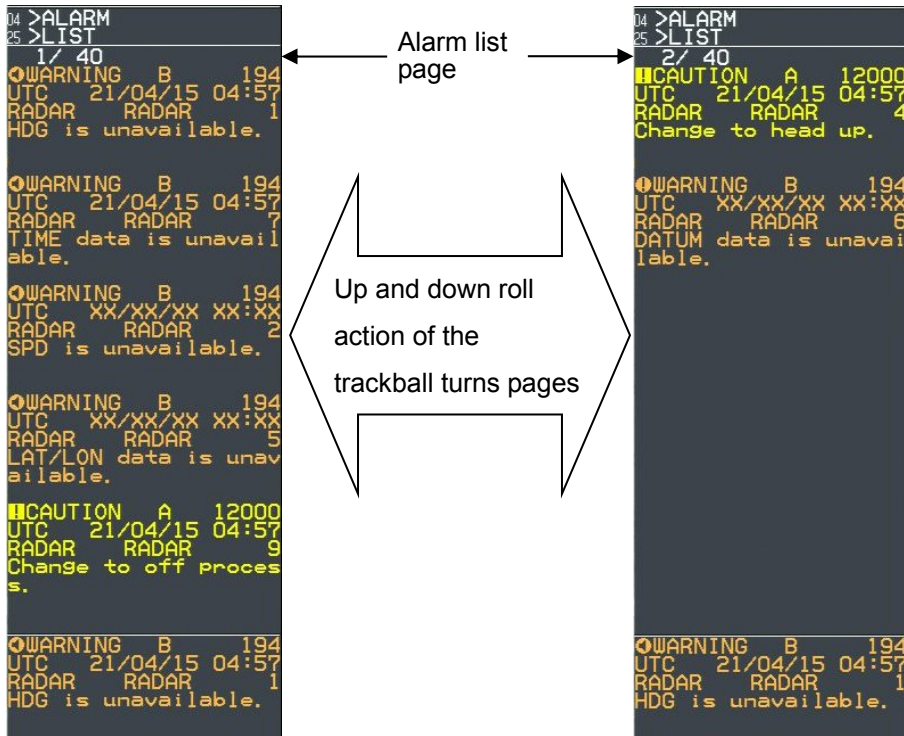 04 >ALARM
25 >LIST
1/ 40
WARNING B 194
UTC 21/04/15 04:57
RADAR RADAR 1
HDG is unavailable.
WARNING B 194
UTC 21/04/15 04:57
RADAR RADAR 7
TIME data is unavail
able.
WARNING B 194
UTC XX/XX/XX XX:XX
RADAR RADAR 2
SPD is unavailable.
WARNING B 194
UTC XX/XX/XX XX:XX
RADAR RADAR 5
LAT/LON data is unav
ailable.
!CAUTION A 12000
UTC 21/04/15 04:57
RADAR RADAR 9
Change to off proces
s.
WARNING B 194
UTC 21/04/15 04:57
RADAR RADAR 1
HDG is unavailable.
Alarm list
page
Up and down roll
action of the
trackball turns pages
04 >ALARM
25 >LIST
2/ 40
!CAUTION A 12000
UTC 21/04/15 04:57
RADAR RADAR 4
Change to head up.
!WARNING B 194
UTC XX/XX/XX XX:XX
RADAR RADAR 6
DATUM data is unavai
lable.
WARNING B 194
UTC 21/04/15 04:57
RADAR RADAR 1
HDG is unavailable.